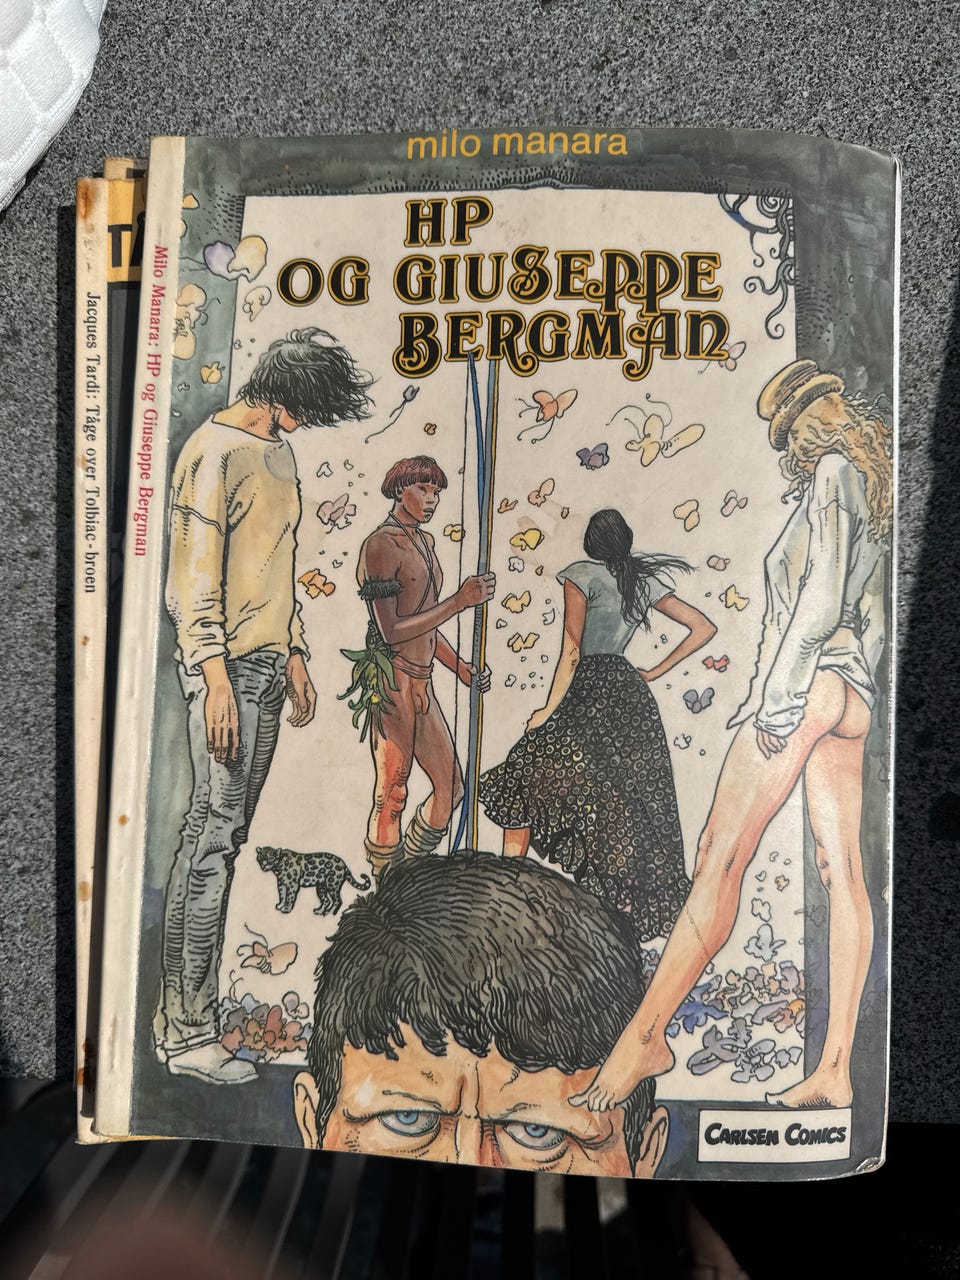 milo manara
HP
OG GIUSEPPE
BERGMAN
CARLSEN COMICS
Milo Manara: HP og Giuseppe Bergman
Jacques Tardi: Tåge over Tolbiac-broen
TÅ